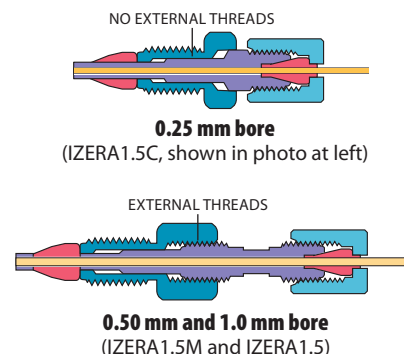 NO EXTERNAL THREADS
0.25 mm bore
(IZERA1.5C, shown in photo at left)
EXTERNAL THREADS
0.50 mm and 1.0 mm bore
(IZERA1.5M and IZERA1.5)